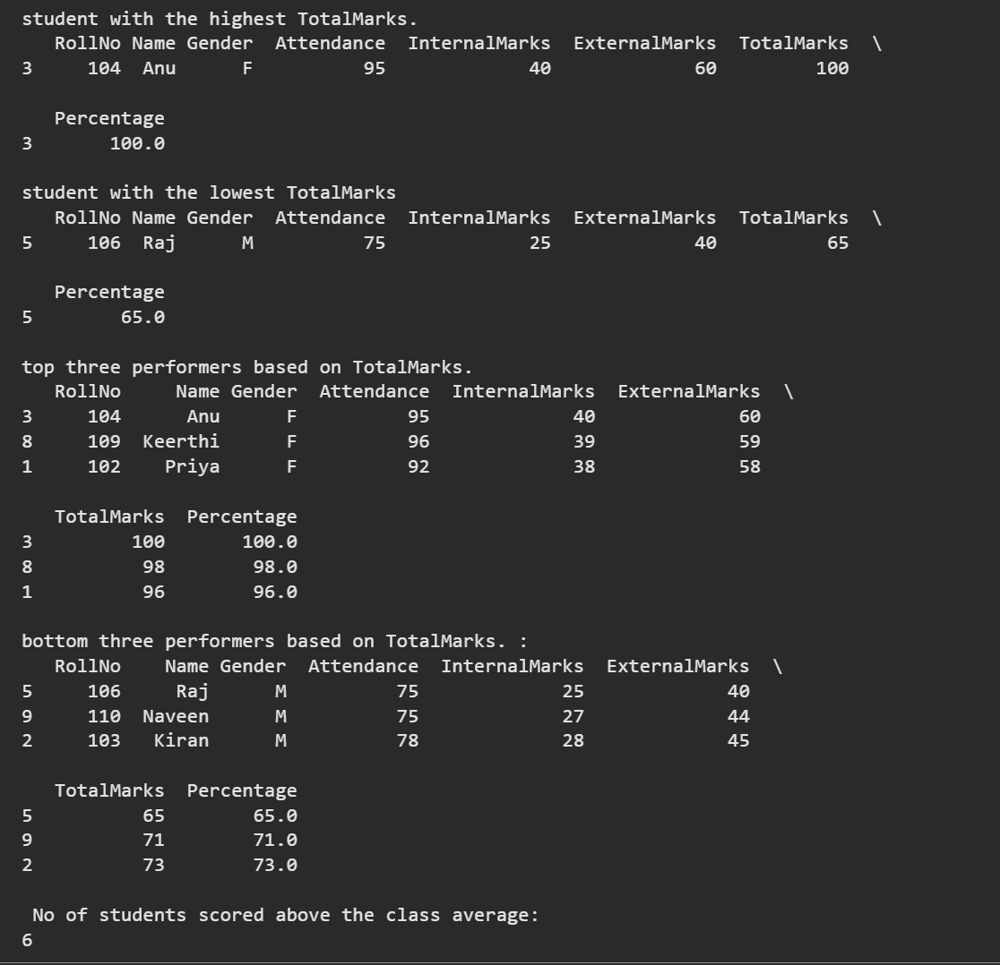 student with the highest TotalMarks.
   RollNo Name Gender  Attendance  InternalMarks  ExternalMarks  TotalMarks  \
3     104  Anu      F          95             40             60         100

   Percentage
3       100.0

student with the lowest TotalMarks
   RollNo Name Gender  Attendance  InternalMarks  ExternalMarks  TotalMarks  \
5     106  Raj      M          75             25             40          65

   Percentage
5        65.0

top three performers based on TotalMarks.
   RollNo     Name Gender  Attendance  InternalMarks  ExternalMarks  \
3     104      Anu      F          95             40             60
8     109  Keerthi      F          96             39             59
1     102    Priya      F          92             38             58

   TotalMarks  Percentage
3         100       100.0
8          98        98.0
1          96        96.0

bottom three performers based on TotalMarks. :
   RollNo    Name Gender  Attendance  InternalMarks  ExternalMarks  \
5     106     Raj      M          75             25             40
9     110  Naveen      M          75             27             44
2     103   Kiran      M          78             28             45

   TotalMarks  Percentage
5          65        65.0
9          71        71.0
2          73        73.0

 No of students scored above the class average:
6